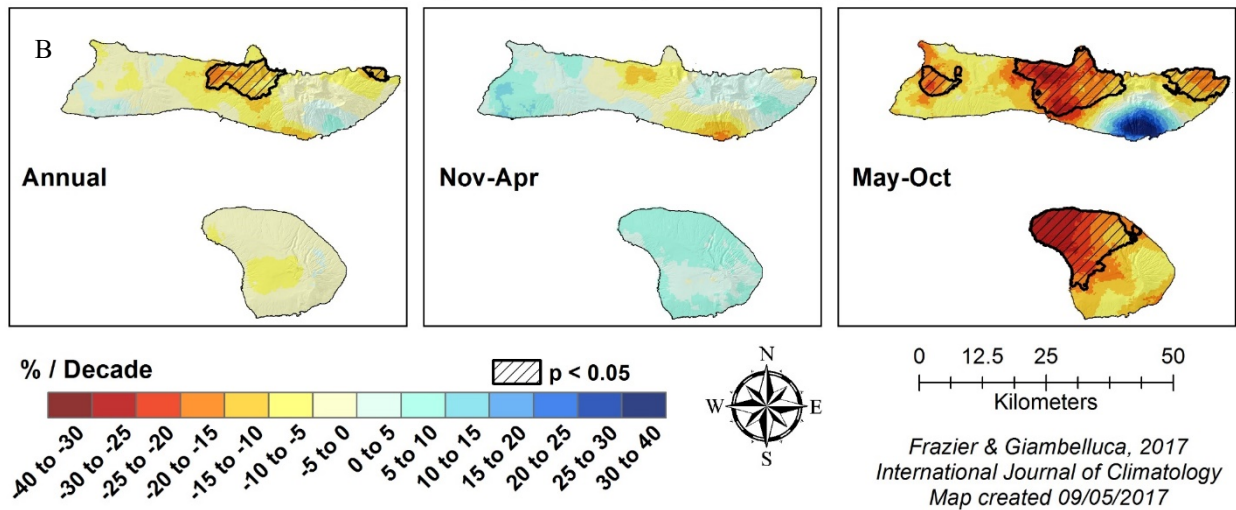 B
Annual
Nov-Apr
May-Oct
% / Decade
p < 0.05
-40 to -30
-30 to -25
-25 to -20
-20 to -15
-15 to -10
-10 to -5
-5 to 0
0 to 5
5 to 10
10 to 15
15 to 20
20 to 25
25 to 30
30 to 40
N
W E
S
0 12.5 25 50
Kilometers
Frazier & Giambelluca, 2017
International Journal of Climatology
Map created 09/05/2017